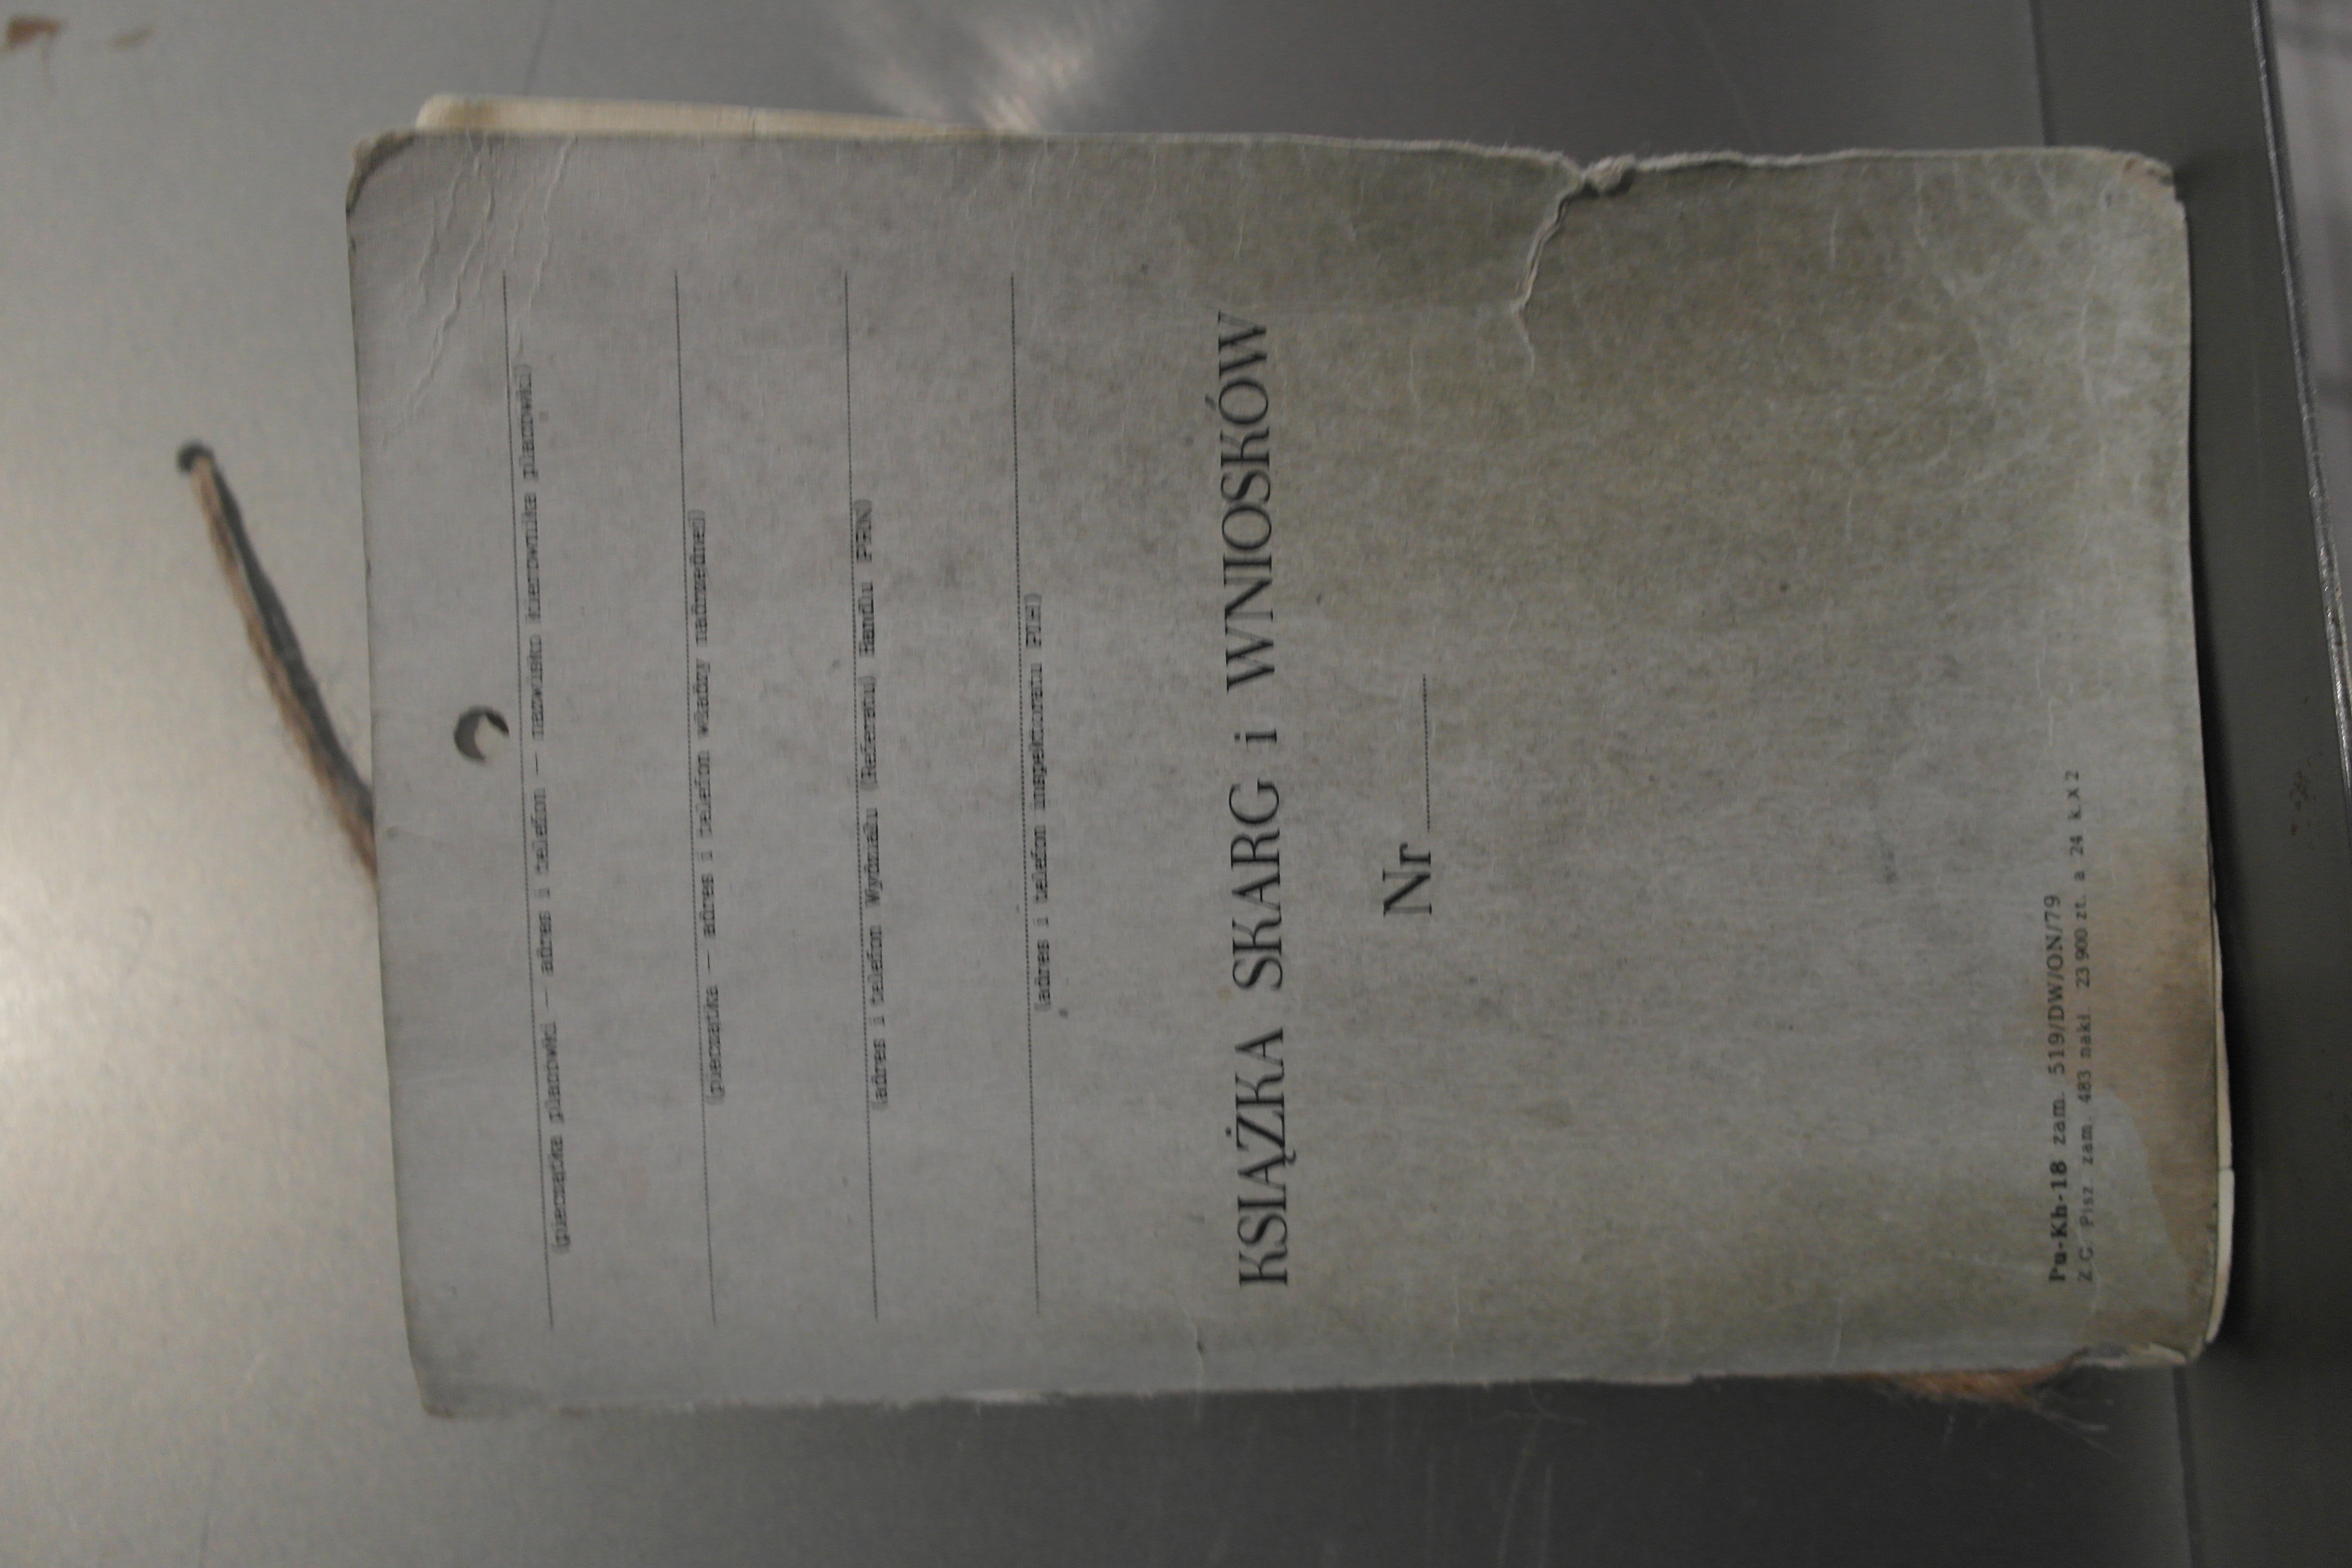 (pieczątka placówki — adres i telefon — nazwisko kierownika placówki)
(pieczątka — adres i telefon władzy nadrzędnej)
(adres i telefon Wydziału (Referatu) Handlu PRN)
(adres i telefon inspektoratu PIH)
KSIĄŻKA SKARG i WNIOSKÓW
Nr
Pu-Kh-18 zam. 519/DW/ON/79
Z.G. Pisz. zam. 483 nakł. 23 900 zt. a 24 k.X 2